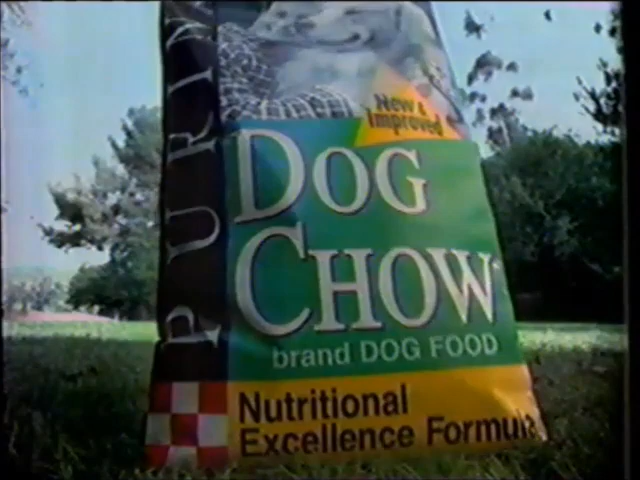 PURINA
New &
Improved
DOG
CHOW
brand DOG FOOD
Nutritional
Excellence Formula